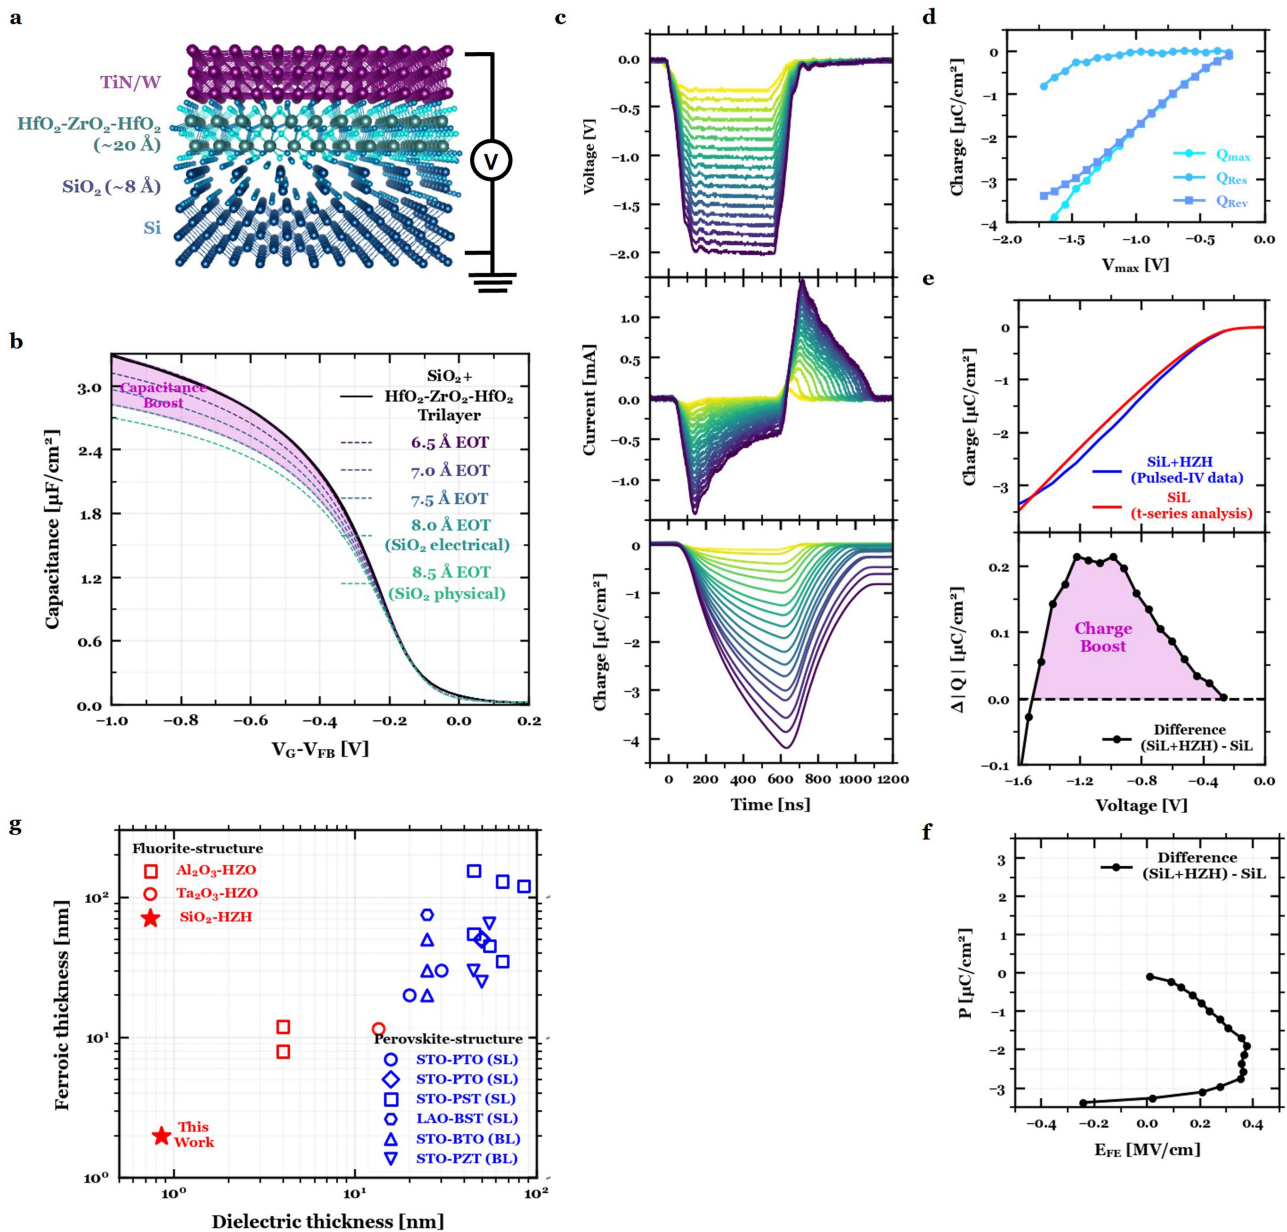 a
TiN/W
HfO₂-ZrO₂-HfO₂
(~20 Å)
SiO₂ (~8 Å)
Si
V
b
3.0
2.4
1.8
1.2
0.6
0.0
−1.0
−0.8
−0.6
−0.4
−0.2
0.0
0.2
Capacitance [µF/cm²]
V_G-V_FB [V]
Capacitance
Boost
SiO₂+
HfO₂-ZrO₂-HfO₂
Trilayer
6.5 Å EOT
7.0 Å EOT
7.5 Å EOT
8.0 Å EOT
(SiO₂ electrical)
8.5 Å EOT
(SiO₂ physical)
c
0.0
−0.5
−1.0
−1.5
−2.0
Voltage [V]
1.0
0.5
0.0
−0.5
−1.0
Current [mA]
0
−1
−2
−3
−4
Charge [µC/cm²]
0
200
400
600
800
1000
1200
Time [ns]
d
0
−1
−2
−3
−4
−2.0
−1.5
−1.0
−0.5
0.0
Charge [µC/cm²]
V_max [V]
Q_max
Q_Res
Q_Rev
e
0
−1
−2
−3
Charge [µC/cm²]
SiL+HZH
(Pulsed-IV data)
SiL
(t-series analysis)
0.2
0.1
0.0
−0.1
Δ|Q| [µC/cm²]
Charge
Boost
Difference
(SiL+HZH) - SiL
−1.6
−1.2
−0.8
−0.4
0.0
Voltage [V]
f
3
2
1
0
−1
−2
−3
P [µC/cm²]
Difference
(SiL+HZH) - SiL
−0.4
−0.2
0.0
0.2
0.4
E_FE [MV/cm]
g
10²
10¹
10⁰
Ferroic thickness [nm]
Fluorite-structure
Al₂O₃-HZO
Ta₂O₃-HZO
SiO₂-HZH
This
Work
Perovskite-structure
STO-PTO (SL)
STO-PTO (SL)
STO-PST (SL)
LAO-BST (SL)
STO-BTO (BL)
STO-PZT (BL)
10⁰
10¹
10²
Dielectric thickness [nm]